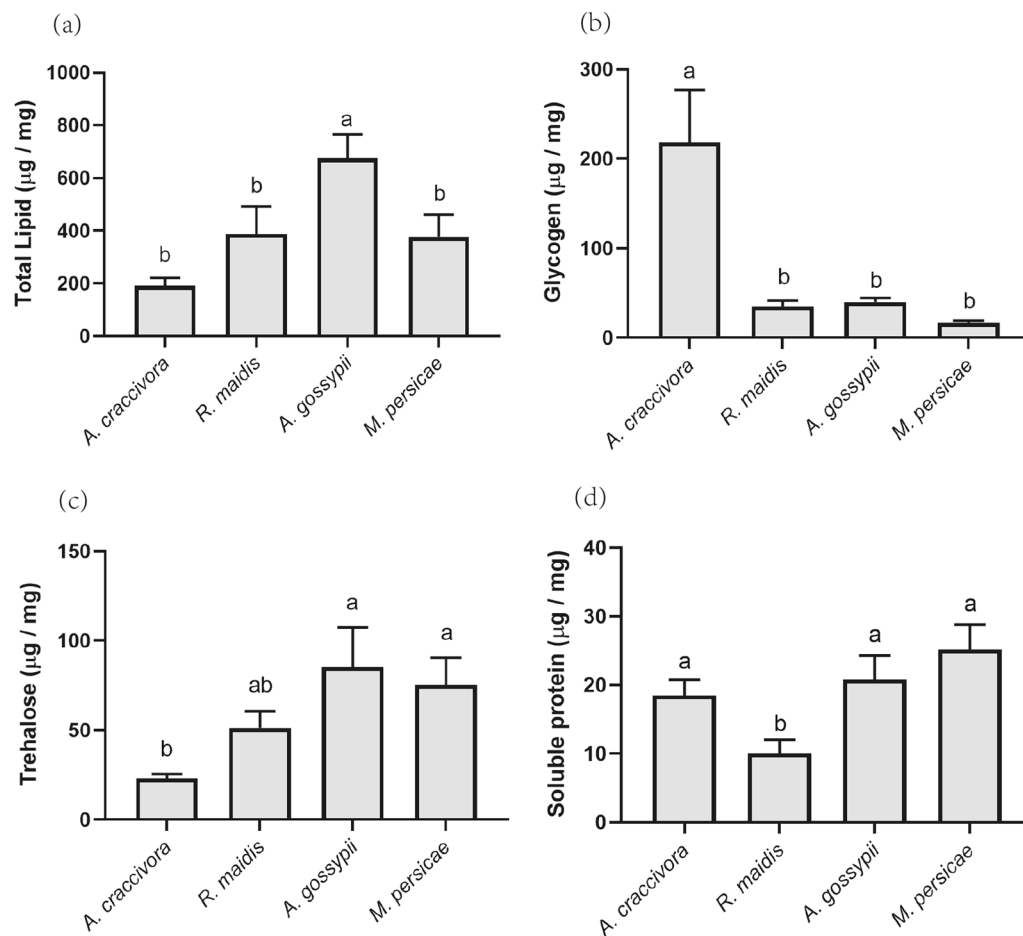 (a)
Total Lipid (μg / mg)
1000
800
600
400
200
0
b
b
a
b
A. craccivora
R. maidis
A. gossypii
M. persicae
(b)
Glycogen (μg / mg)
300
200
100
0
a
b
b
b
A. craccivora
R. maidis
A. gossypii
M. persicae
(c)
Trehalose (μg / mg)
150
100
50
0
b
ab
a
a
A. craccivora
R. maidis
A. gossypii
M. persicae
(d)
Soluble protein (μg / mg)
40
30
20
10
0
a
b
a
a
A. craccivora
R. maidis
A. gossypii
M. persicae